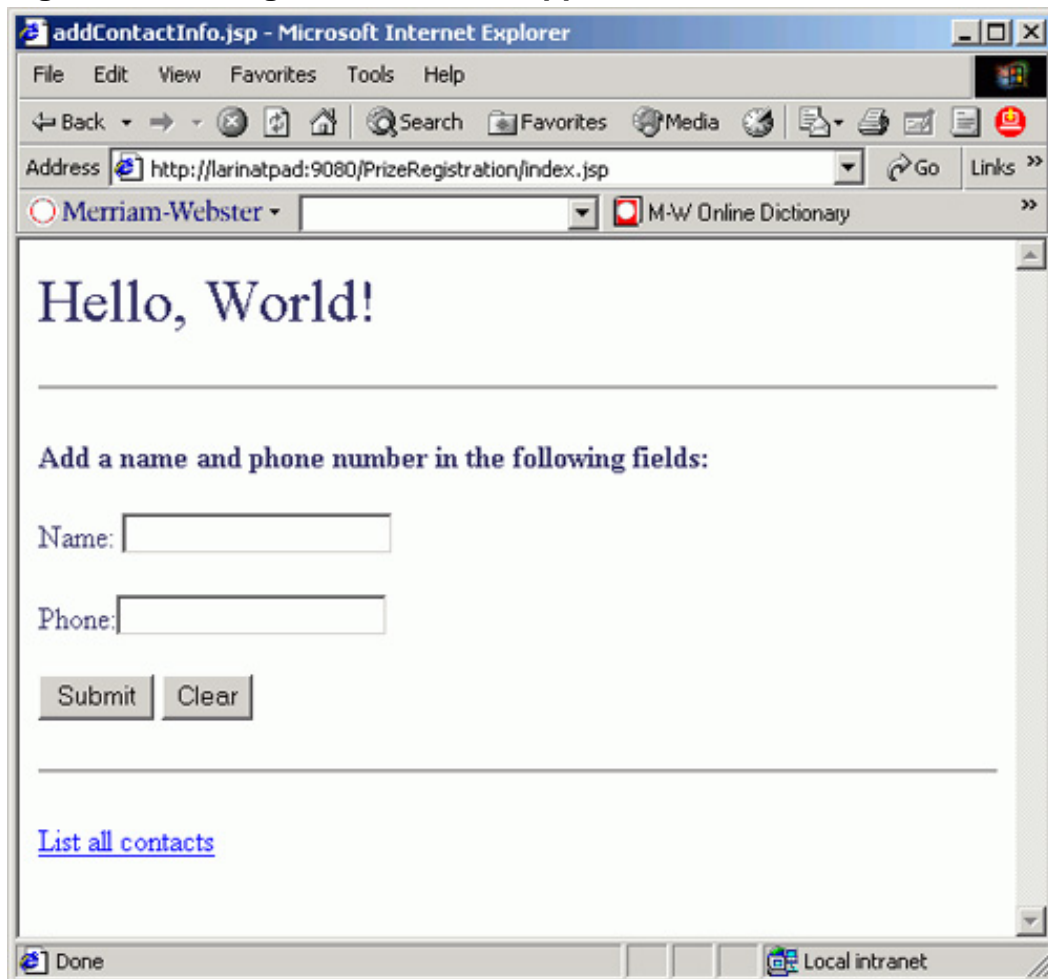 addContactInfo.jsp - Microsoft Internet Explorer
File Edit View Favorites Tools Help
Back Search Favorites Media
Address http://larinatpad:9080/PrizeRegistration/index.jsp Go Links »
Merriam-Webster M-W Online Dictionary »
Hello, World!
Add a name and phone number in the following fields:
Name:
Phone:
Submit Clear
List all contacts
Done Local intranet